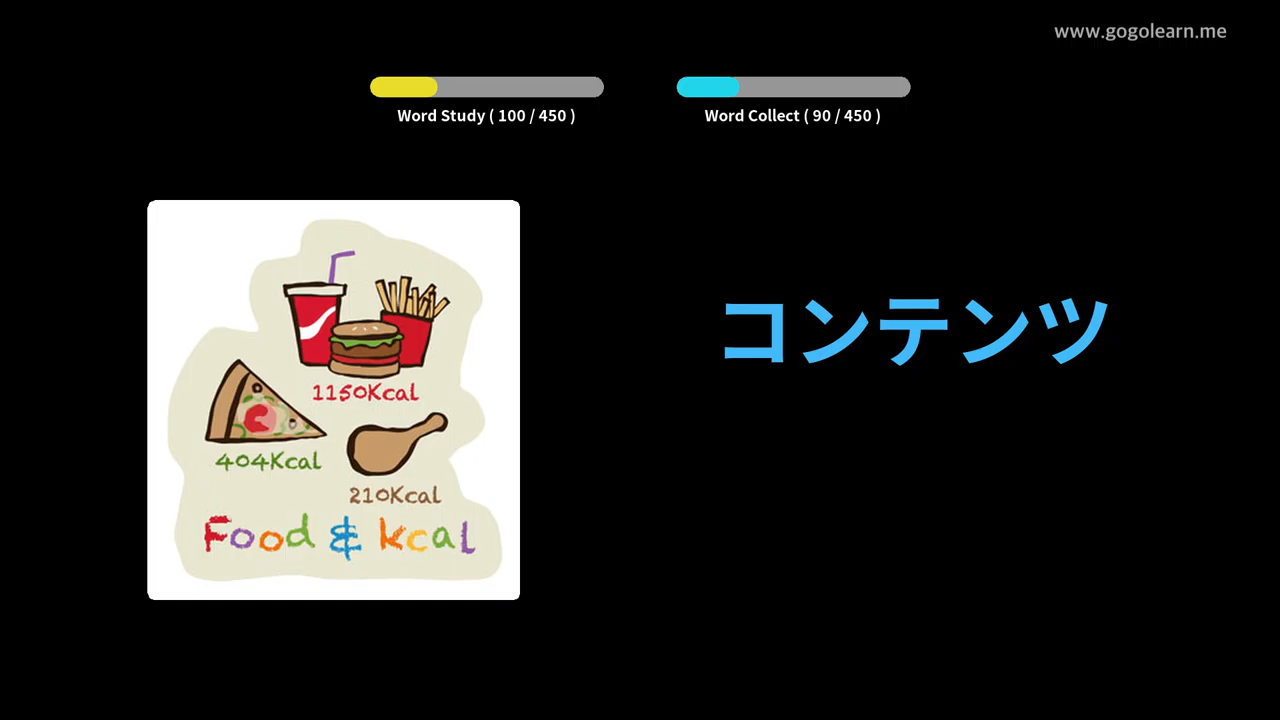 www.gogolearn.me
Word Study ( 100 / 450 )
Word Collect ( 90 / 450 )
1150Kcal
404Kcal
210Kcal
Food & kcal
コンテンツ